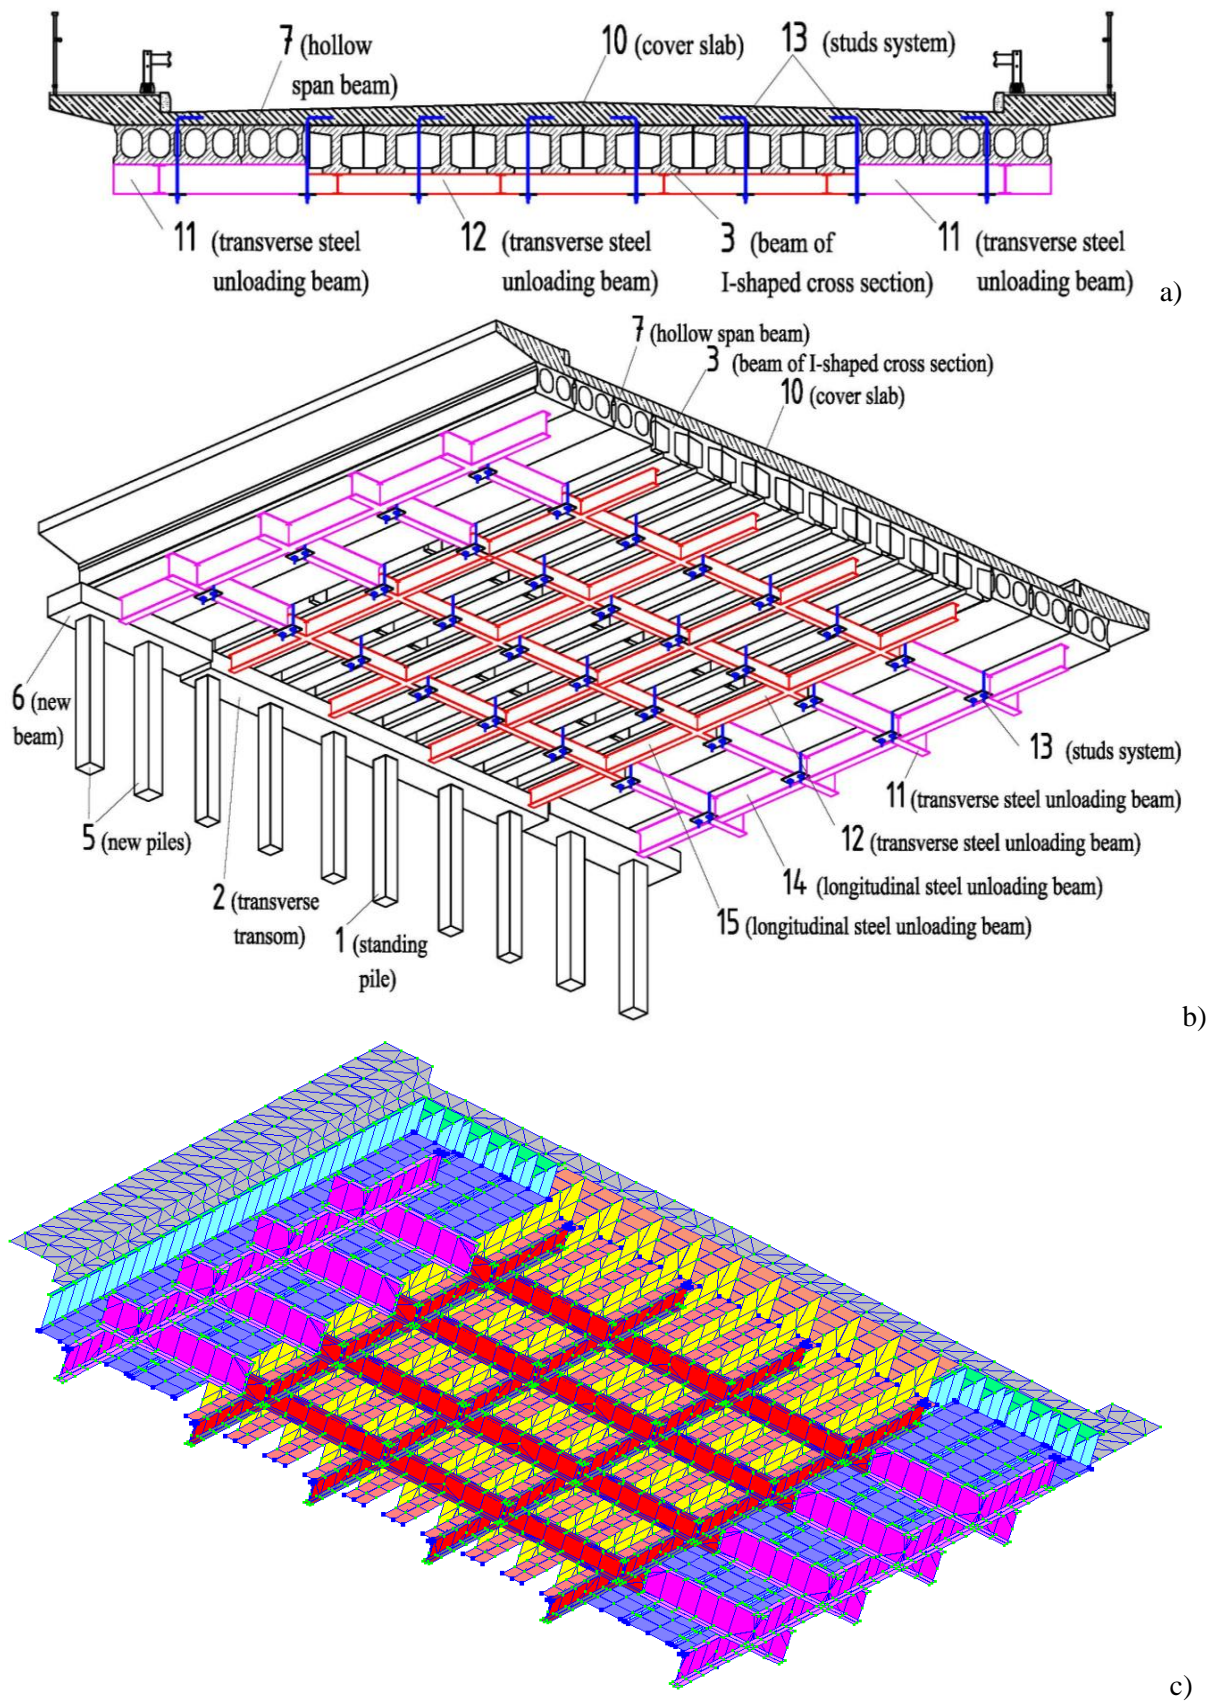 7 (hollow
span beam)
10 (cover slab)
13 (studs system)
11 (transverse steel
unloading beam)
12 (transverse steel
unloading beam)
3 (beam of
I-shaped cross section)
11 (transverse steel
unloading beam)
a)
7 (hollow span beam)
3 (beam of I-shaped cross section)
10 (cover slab)
6 (new
beam)
5 (new piles)
2 (transverse
transom)
1 (standing
pile)
13 (studs system)
11 (transverse steel unloading beam)
12 (transverse steel unloading beam)
14 (longitudinal steel unloading beam)
15 (longitudinal steel unloading beam)
b)
c)